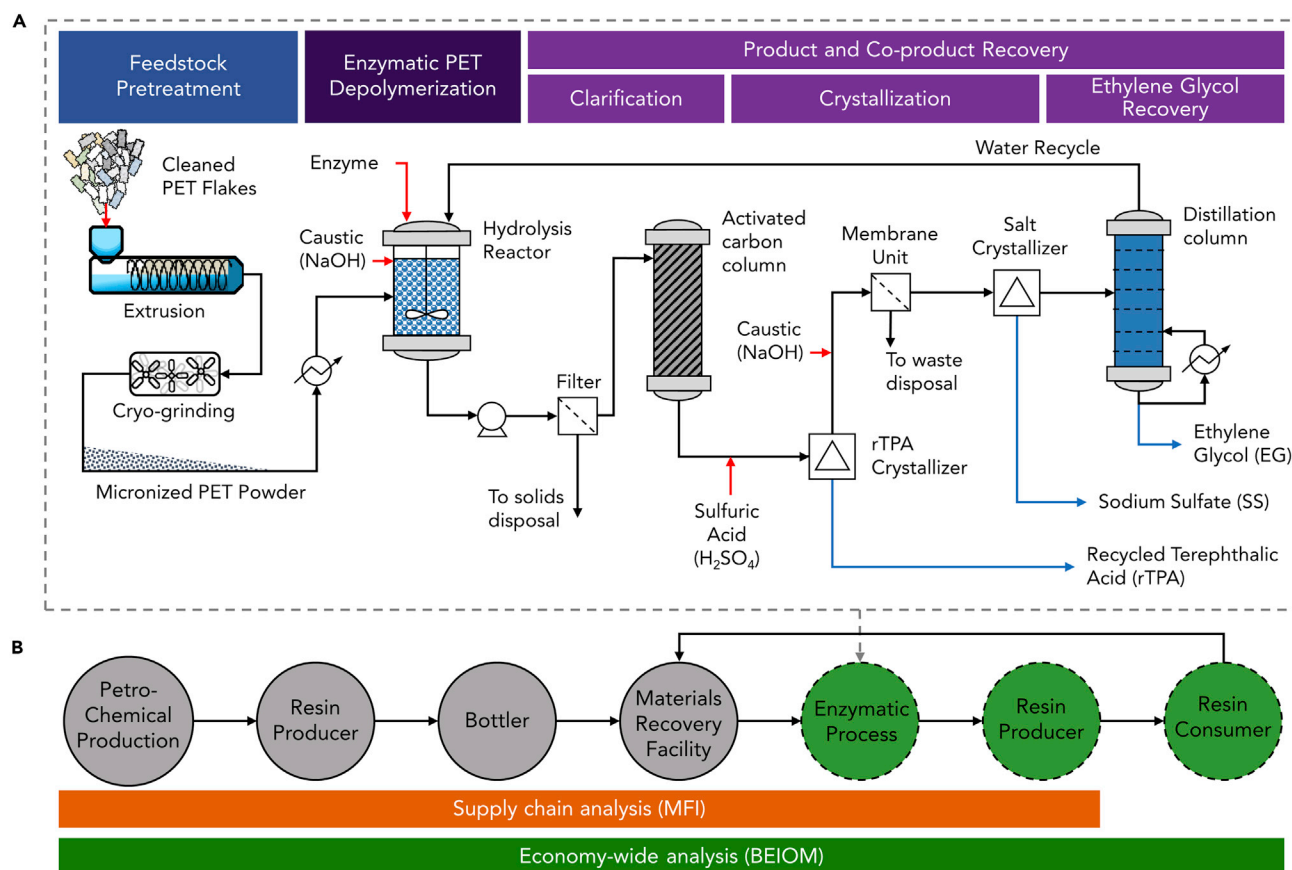 A
Feedstock
Pretreatment
Enzymatic PET
Depolymerization
Product and Co-product Recovery
Clarification
Crystallization
Ethylene Glycol
Recovery
Cleaned
PET Flakes
Extrusion
Cryo-grinding
Micronized PET Powder
Enzyme
Caustic
(NaOH)
Hydrolysis
Reactor
Filter
To solids
disposal
Activated
carbon
column
Sulfuric
Acid
(H₂SO₄)
Water Recycle
Membrane
Unit
Caustic
(NaOH)
To waste
disposal
rTPA
Crystallizer
Salt
Crystallizer
Distillation
column
Ethylene
Glycol (EG)
Sodium Sulfate (SS)
Recycled Terephthalic
Acid (rTPA)
B
Petro-
Chemical
Production
Resin
Producer
Bottler
Materials
Recovery
Facility
Enzymatic
Process
Resin
Producer
Resin
Consumer
Supply chain analysis (MFI)
Economy-wide analysis (BEIOM)